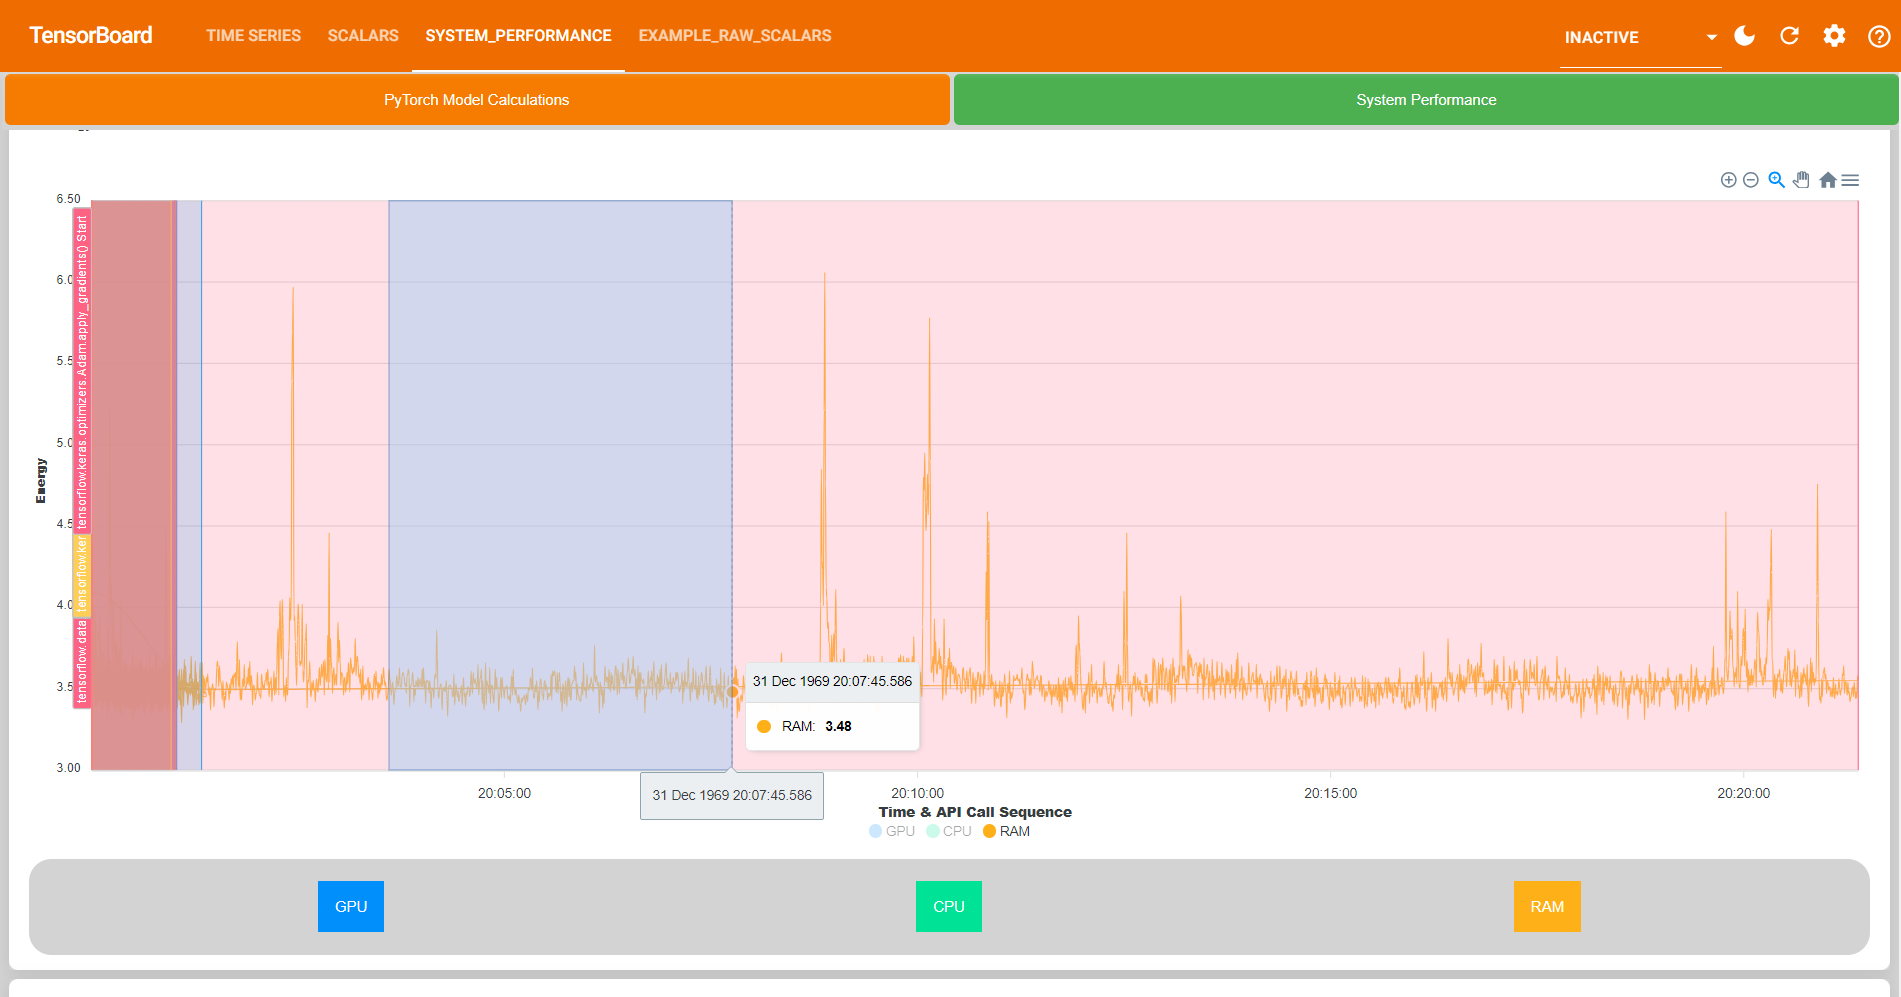 TensorBoard
TIME SERIES
SCALARS
SYSTEM_PERFORMANCE
EXAMPLE_RAW_SCALARS
INACTIVE
PyTorch Model Calculations
System Performance
6.50
6.0
5.5
5.0
4.5
4.0
3.5
3.00
Energy
tensorflow.keras.optimizers.Adam.apply_gradients() Start
tensorflow.ker
tensorflow.data
31 Dec 1969 20:07:45.586
RAM: 3.48
31 Dec 1969 20:07:45.586
20:05:00
20:10:00
20:15:00
20:20:00
Time & API Call Sequence
GPU
CPU
RAM
GPU
CPU
RAM